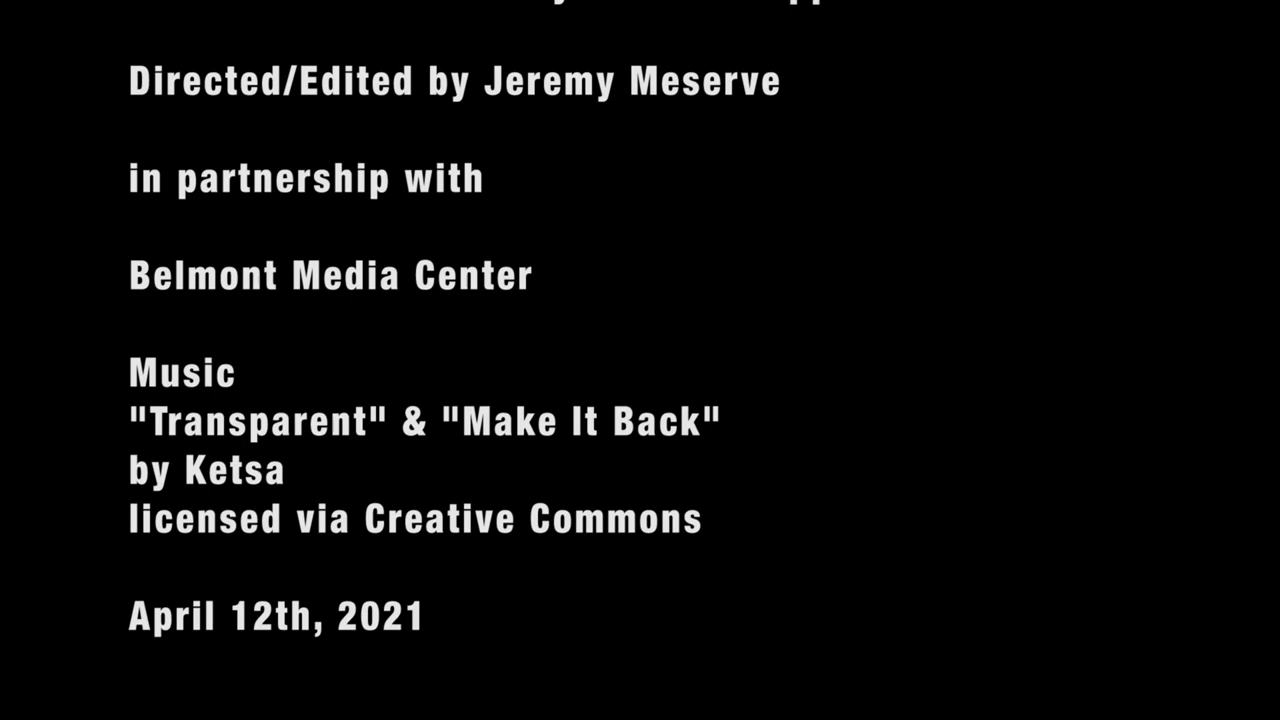 Directed/Edited by Jeremy Meserve
in partnership with
Belmont Media Center
Music
"Transparent" & "Make It Back"
by Ketsa
licensed via Creative Commons
April 12th, 2021